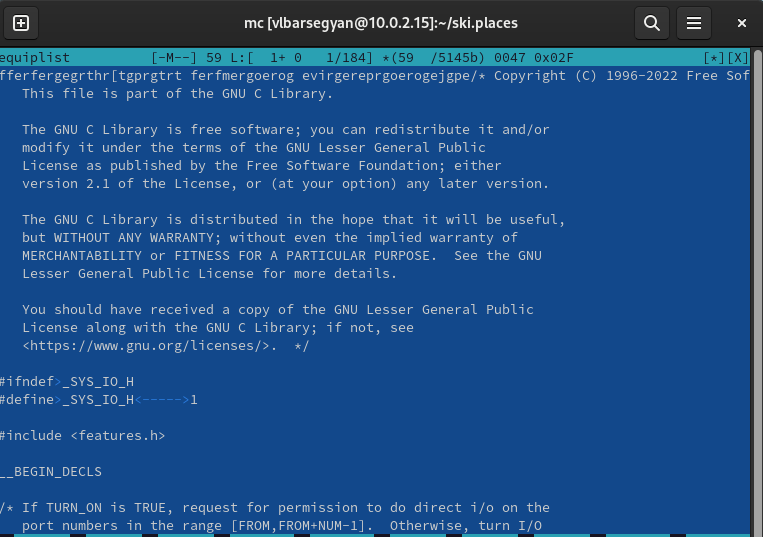 mc [vlbarsegyan@10.0.2.15]:~/ski.places
equiplist [-M--] 59 L:[ 1+ 0 1/184] *(59 /5145b) 0047 0x02F [*][X]
fferfergegrthr[tgprgtrt ferfmergoerog evirgereprgoerogejgpe/* Copyright (C) 1996-2022 Free Sof
This file is part of the GNU C Library.
The GNU C Library is free software; you can redistribute it and/or
modify it under the terms of the GNU Lesser General Public
License as published by the Free Software Foundation; either
version 2.1 of the License, or (at your option) any later version.
The GNU C Library is distributed in the hope that it will be useful,
but WITHOUT ANY WARRANTY; without even the implied warranty of
MERCHANTABILITY or FITNESS FOR A PARTICULAR PURPOSE.  See the GNU
Lesser General Public License for more details.
You should have received a copy of the GNU Lesser General Public
License along with the GNU C Library; if not, see
<https://www.gnu.org/licenses/>.  */
#ifndef>_SYS_IO_H
#define>_SYS_IO_H<----->1
#include <features.h>
__BEGIN_DECLS
/* If TURN_ON is TRUE, request for permission to do direct i/o on the
port numbers in the range [FROM,FROM+NUM-1].  Otherwise, turn I/O